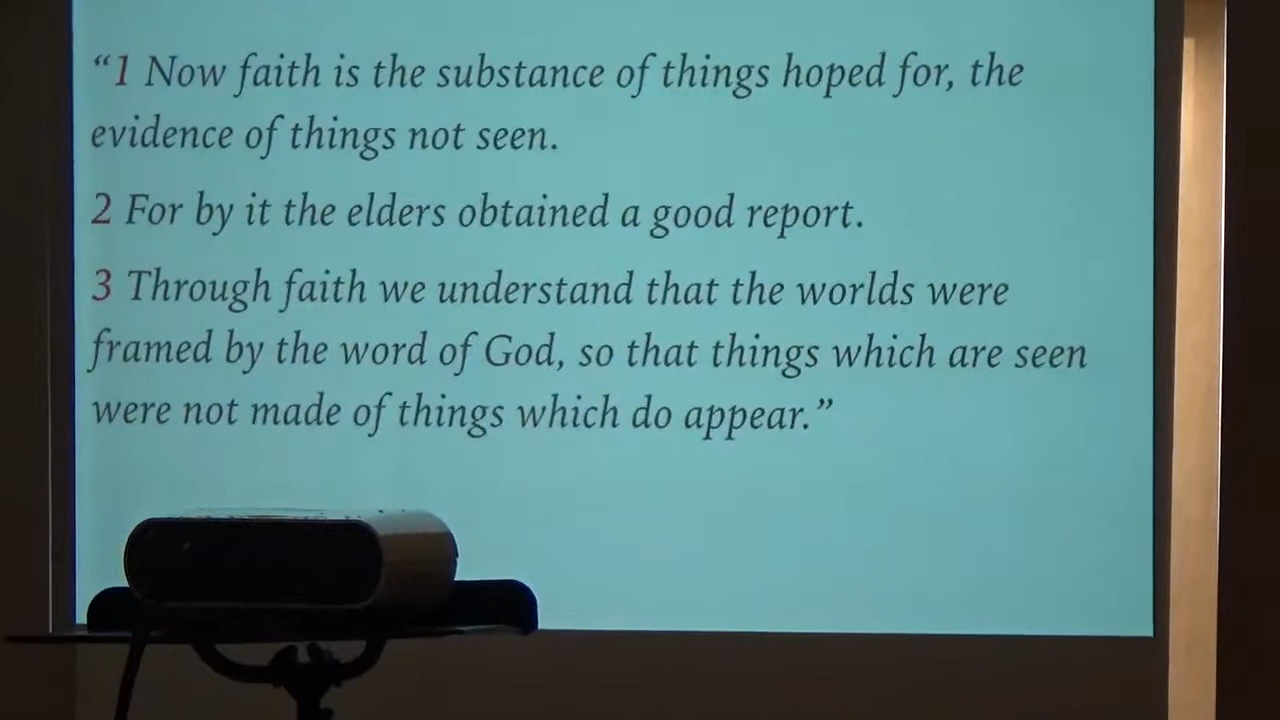 “1 Now faith is the substance of things hoped for, the
evidence of things not seen.
2 For by it the elders obtained a good report.
3 Through faith we understand that the worlds were
framed by the word of God, so that things which are seen
were not made of things which do appear.”